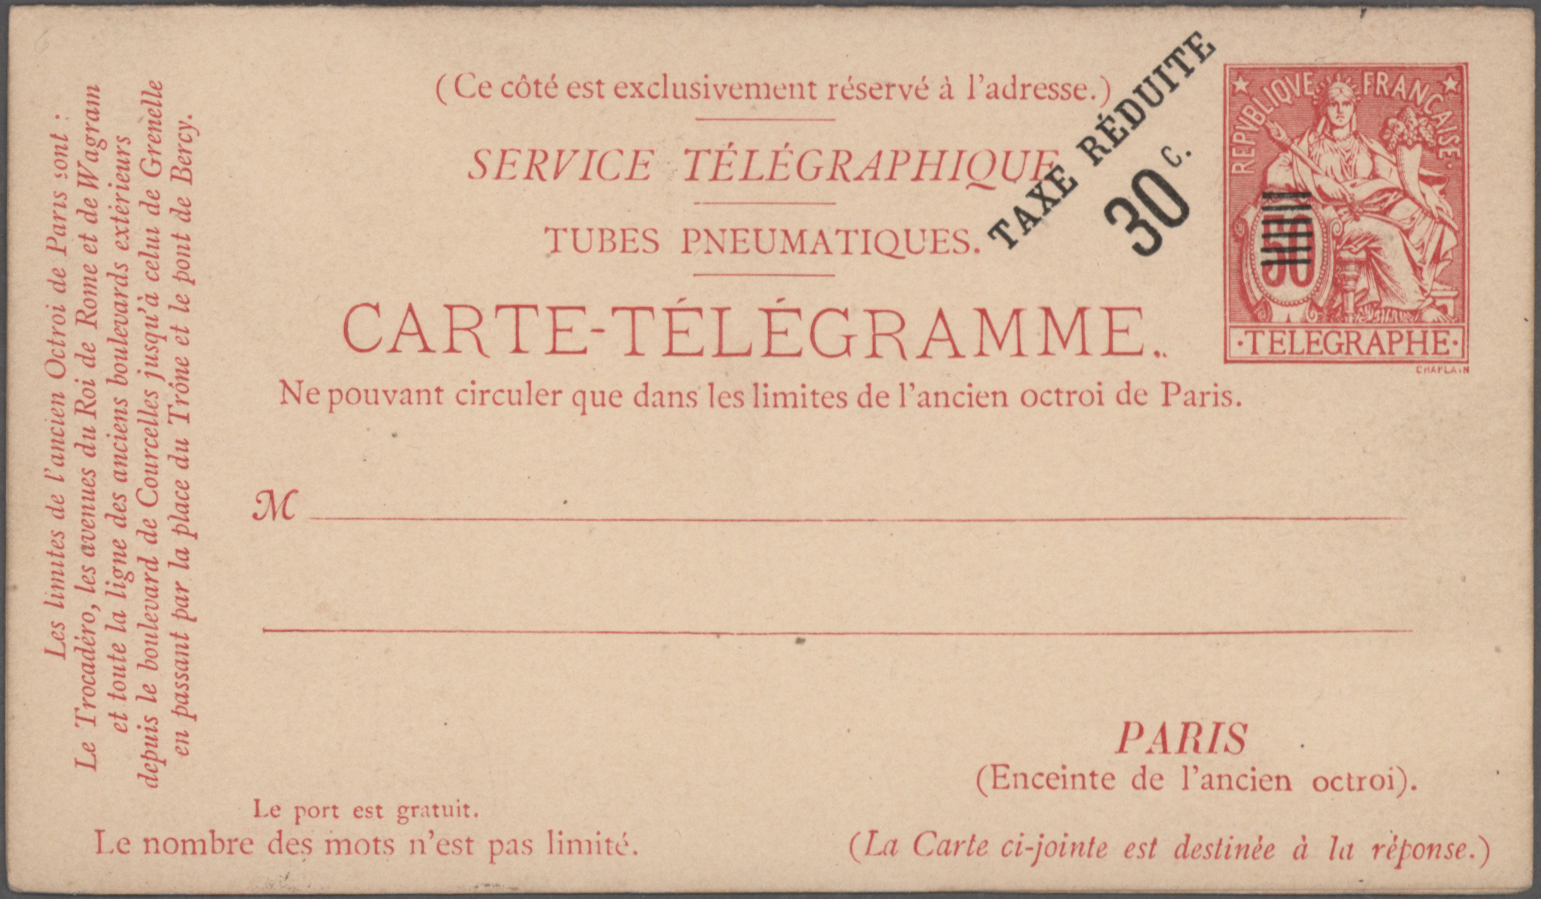 (Ce côté est exclusivement réservé à l'adresse.)
SERVICE TÉLÉGRAPHIQUE
TUBES PNEUMATIQUES.
CARTE-TÉLÉGRAMME.
Ne pouvant circuler que dans les limites de l'ancien octroi de Paris.
TAXE RÉDUITE
30 c.
REPVBLIQVE FRANÇAISE.
50
·TELEGRAPHE·
CHAPLAIN
Les limites de l'ancien Octroi de Paris sont :
Le Trocadéro, les avenues du Roi de Rome et de Wagram
et toute la ligne des anciens boulevards extérieurs
depuis le boulevard de Courcelles jusqu'à celui de Grenelle
en passant par la place du Trône et le pont de Bercy.
M
PARIS
(Enceinte de l'ancien octroi).
Le port est gratuit.
Le nombre des mots n'est pas limité.
(La Carte ci-jointe est destinée à la réponse.)